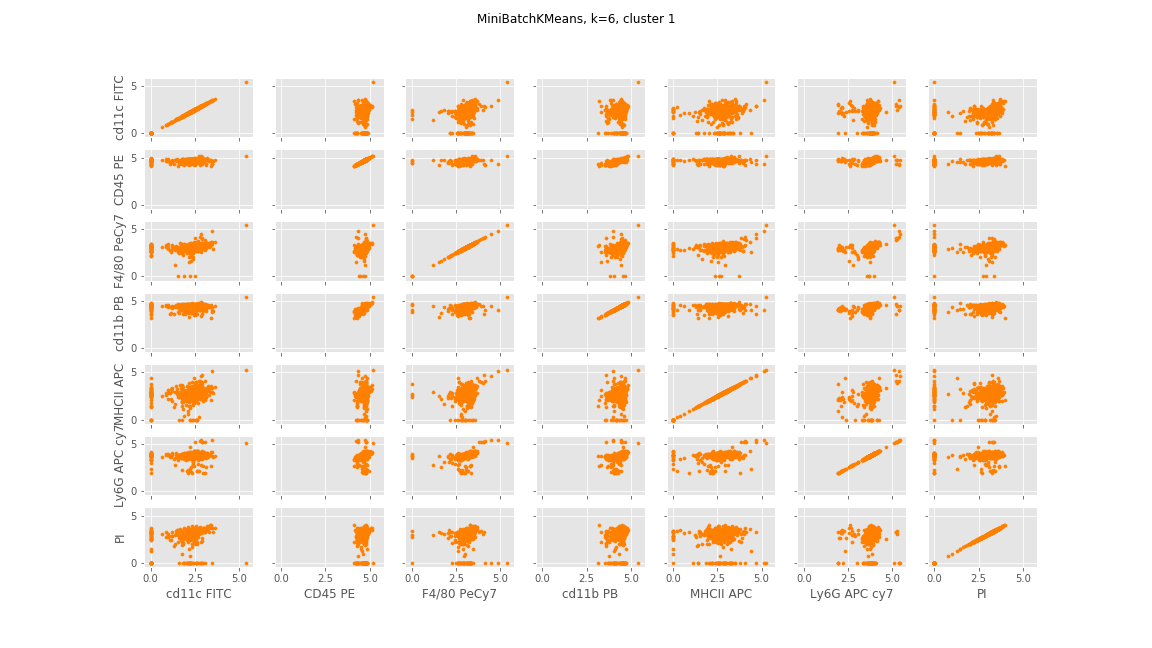 MiniBatchKMeans, k=6, cluster 1
cd11c FITC
5
0
CD45 PE
5
0
F4/80 PeCy7
5
0
cd11b PB
5
0
MHCII APC
5
0
Ly6G APC cy7
5
0
PI
5
0
0.0 2.5 5.0 0.0 2.5 5.0 0.0 2.5 5.0 0.0 2.5 5.0 0.0 2.5 5.0 0.0 2.5 5.0 0.0 2.5 5.0
cd11c FITC CD45 PE F4/80 PeCy7 cd11b PB MHCII APC Ly6G APC cy7 PI